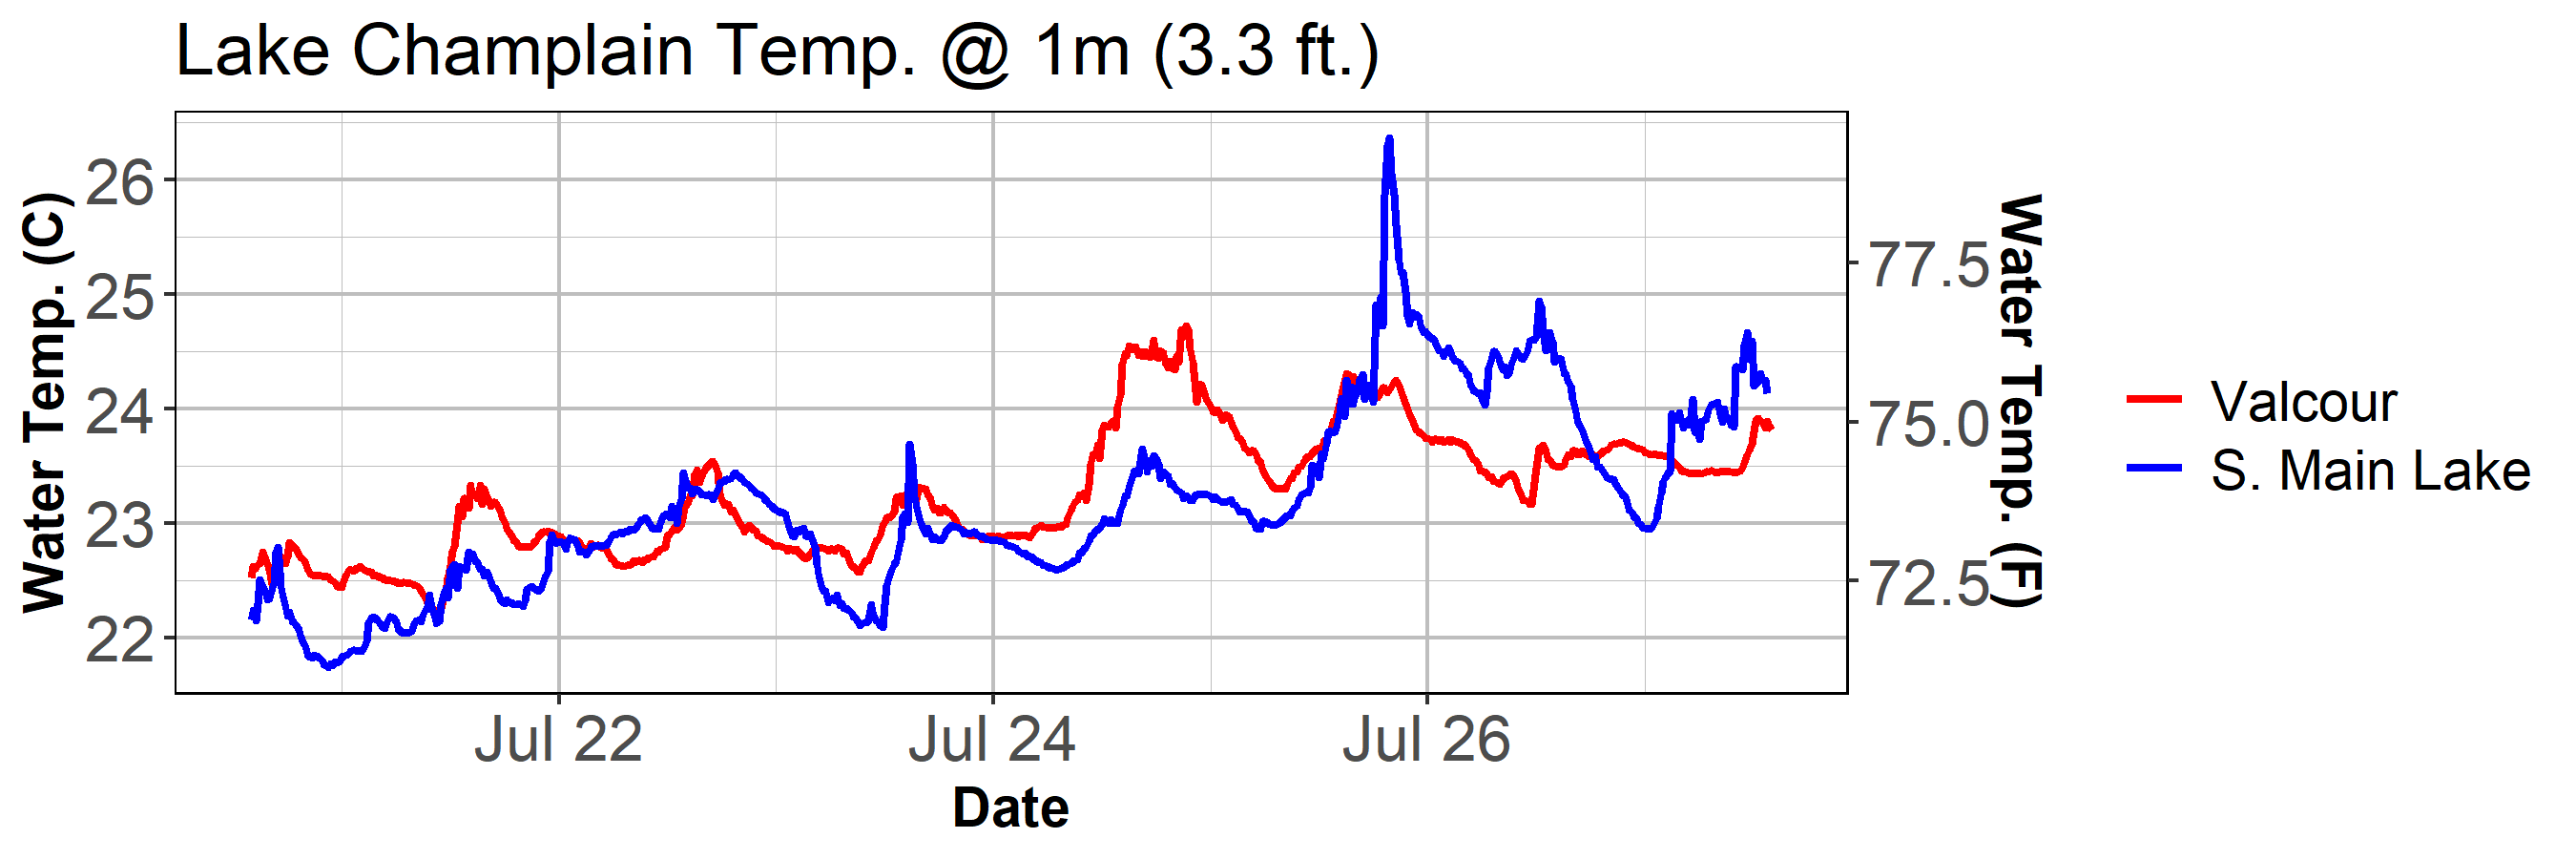 Lake Champlain Temp. @ 1m (3.3 ft.)
Water Temp. (C)
26
25
24
23
22
77.5
75.0
72.5
Water Temp. (F)
Jul 22
Jul 24
Jul 26
Date
Valcour
S. Main Lake